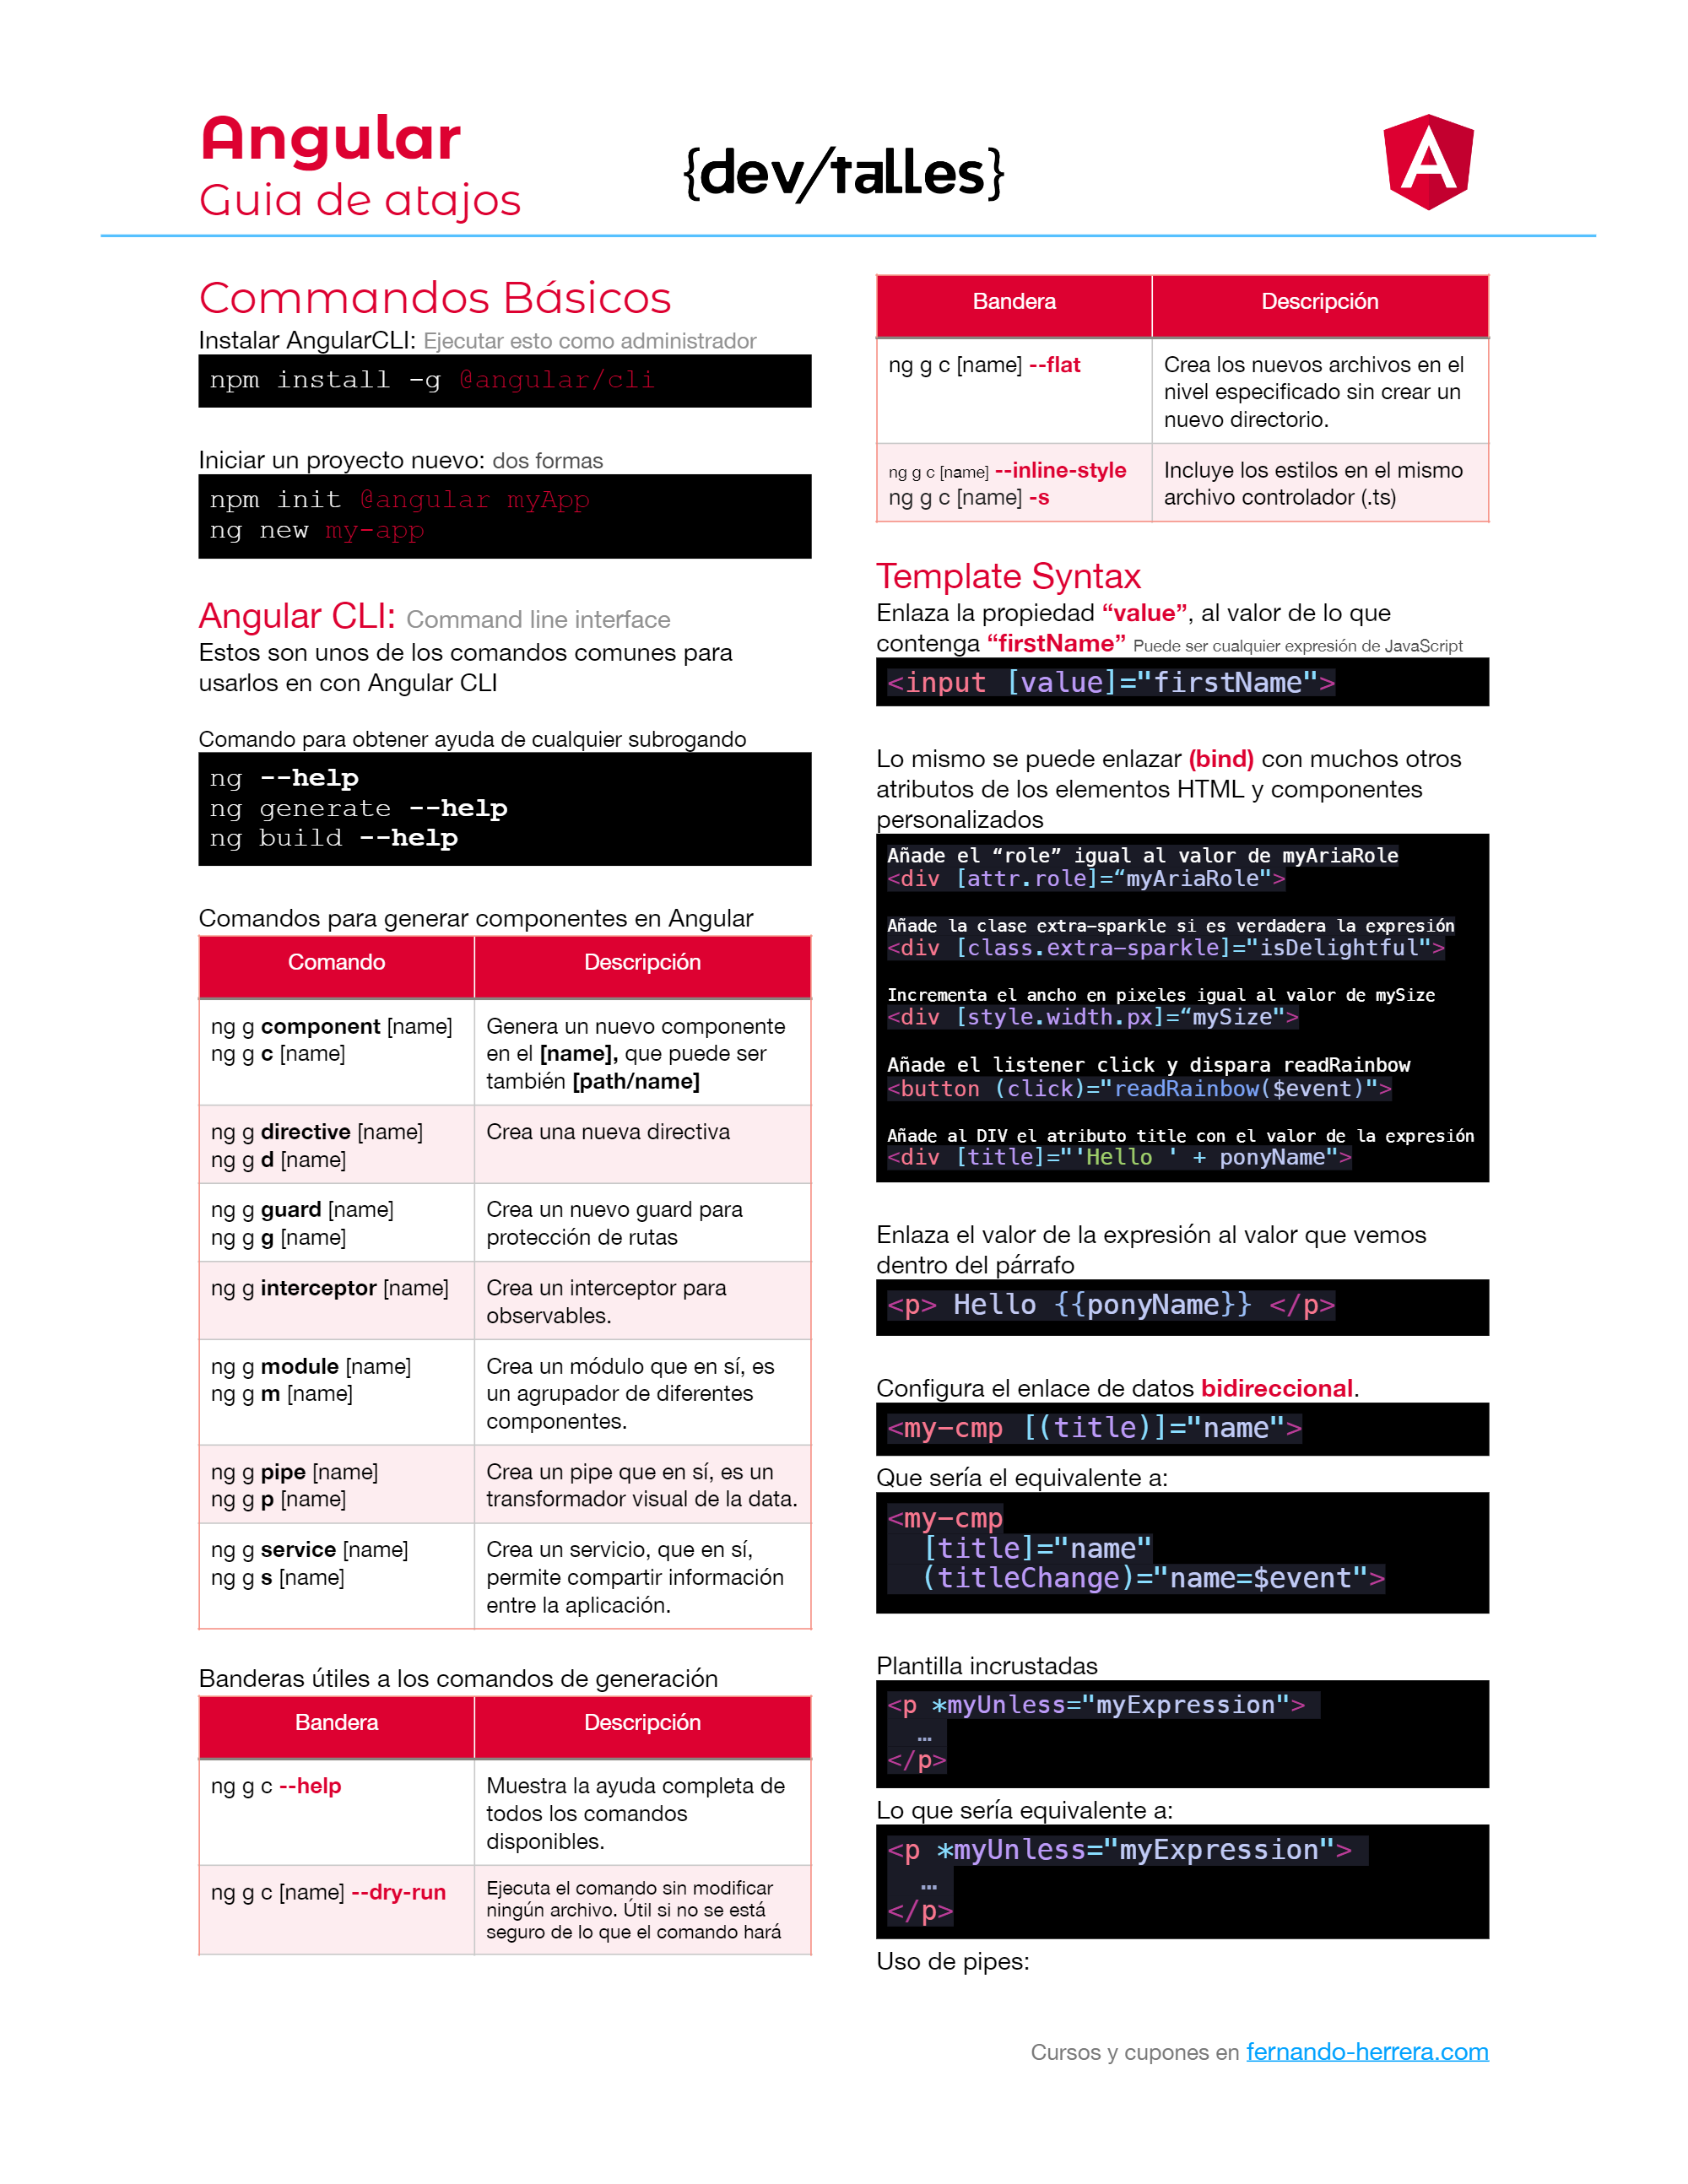 Angular
Guia de atajos
{dev/talles}
A
Commandos Básicos
Instalar AngularCLI: Ejecutar esto como administrador
npm install -g @angular/cli
Iniciar un proyecto nuevo: dos formas
npm init @angular myApp
ng new my-app
Angular CLI: Command line interface
Estos son unos de los comandos comunes para
usarlos en con Angular CLI
Comando para obtener ayuda de cualquier subrogando
ng --help
ng generate --help
ng build --help
Comandos para generar componentes en Angular
Comando Descripción
ng g component [name] Genera un nuevo componente
ng g c [name] en el [name], que puede ser
también [path/name]
ng g directive [name] Crea una nueva directiva
ng g d [name]
ng g guard [name] Crea un nuevo guard para
ng g g [name] protección de rutas
ng g interceptor [name] Crea un interceptor para
observables.
ng g module [name] Crea un módulo que en sí, es
ng g m [name] un agrupador de diferentes
componentes.
ng g pipe [name] Crea un pipe que en sí, es un
ng g p [name] transformador visual de la data.
ng g service [name] Crea un servicio, que en sí,
ng g s [name] permite compartir información
entre la aplicación.
Banderas útiles a los comandos de generación
Bandera Descripción
ng g c --help Muestra la ayuda completa de
todos los comandos
disponibles.
ng g c [name] --dry-run Ejecuta el comando sin modificar
ningún archivo. Útil si no se está
seguro de lo que el comando hará
Bandera Descripción
ng g c [name] --flat Crea los nuevos archivos en el
nivel especificado sin crear un
nuevo directorio.
ng g c [name] --inline-style Incluye los estilos en el mismo
ng g c [name] -s archivo controlador (.ts)
Template Syntax
Enlaza la propiedad “value”, al valor de lo que
contenga “firstName” Puede ser cualquier expresión de JavaScript
<input [value]="firstName">
Lo mismo se puede enlazar (bind) con muchos otros
atributos de los elementos HTML y componentes
personalizados
Añade el “role” igual al valor de myAriaRole
<div [attr.role]=“myAriaRole">
Añade la clase extra-sparkle si es verdadera la expresión
<div [class.extra-sparkle]="isDelightful">
Incrementa el ancho en pixeles igual al valor de mySize
<div [style.width.px]=“mySize">
Añade el listener click y dispara readRainbow
<button (click)="readRainbow($event)">
Añade al DIV el atributo title con el valor de la expresión
<div [title]="'Hello ' + ponyName">
Enlaza el valor de la expresión al valor que vemos
dentro del párrafo
<p> Hello {{ponyName}} </p>
Configura el enlace de datos bidireccional.
<my-cmp [(title)]="name">
Que sería el equivalente a:
<my-cmp
[title]="name"
(titleChange)="name=$event">
Plantilla incrustadas
<p *myUnless="myExpression">
…
</p>
Lo que sería equivalente a:
<p *myUnless="myExpression">
…
</p>
Uso de pipes:
Cursos y cupones en fernando-herrera.com